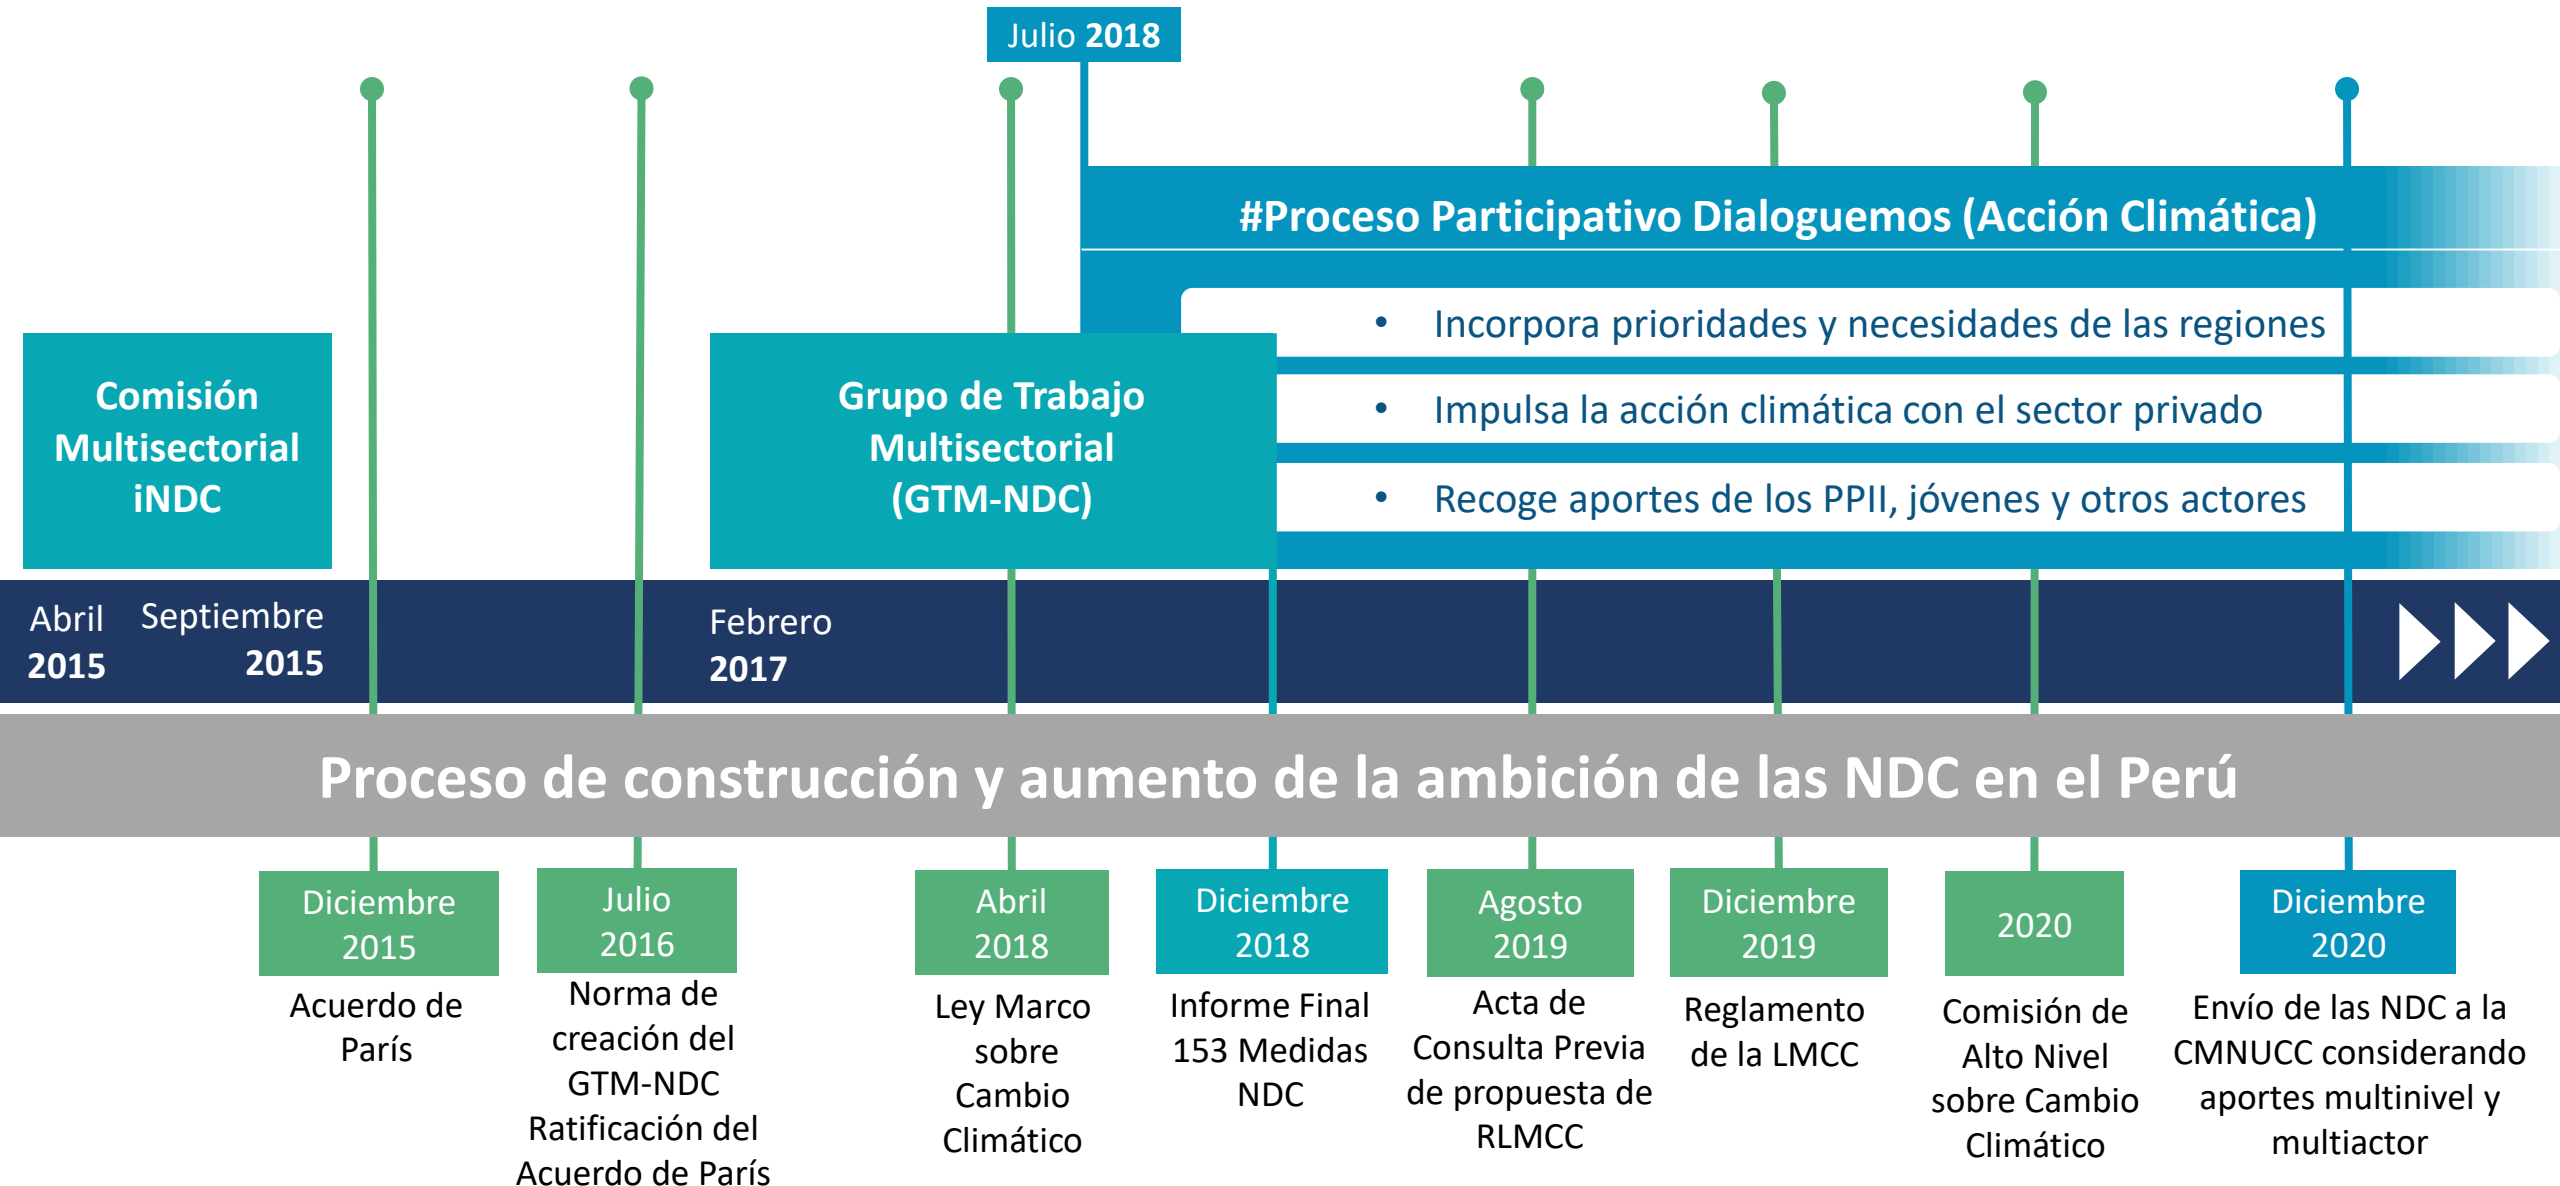 Julio 2018
#Proceso Participativo Dialoguemos (Acción Climática)
• Incorpora prioridades y necesidades de las regiones
• Impulsa la acción climática con el sector privado
• Recoge aportes de los PPII, jóvenes y otros actores
Comisión
Multisectorial
iNDC
Grupo de Trabajo
Multisectorial
(GTM-NDC)
Abril
2015
Septiembre
2015
Febrero
2017
Proceso de construcción y aumento de la ambición de las NDC en el Perú
Diciembre
2015
Acuerdo de
París
Julio
2016
Norma de
creación del
GTM-NDC
Ratificación del
Acuerdo de París
Abril
2018
Ley Marco
sobre
Cambio
Climático
Diciembre
2018
Informe Final
153 Medidas
NDC
Agosto
2019
Acta de
Consulta Previa
de propuesta de
RLMCC
Diciembre
2019
Reglamento
de la LMCC
2020
Comisión de
Alto Nivel
sobre Cambio
Climático
Diciembre
2020
Envío de las NDC a la
CMNUCC considerando
aportes multinivel y
multiactor